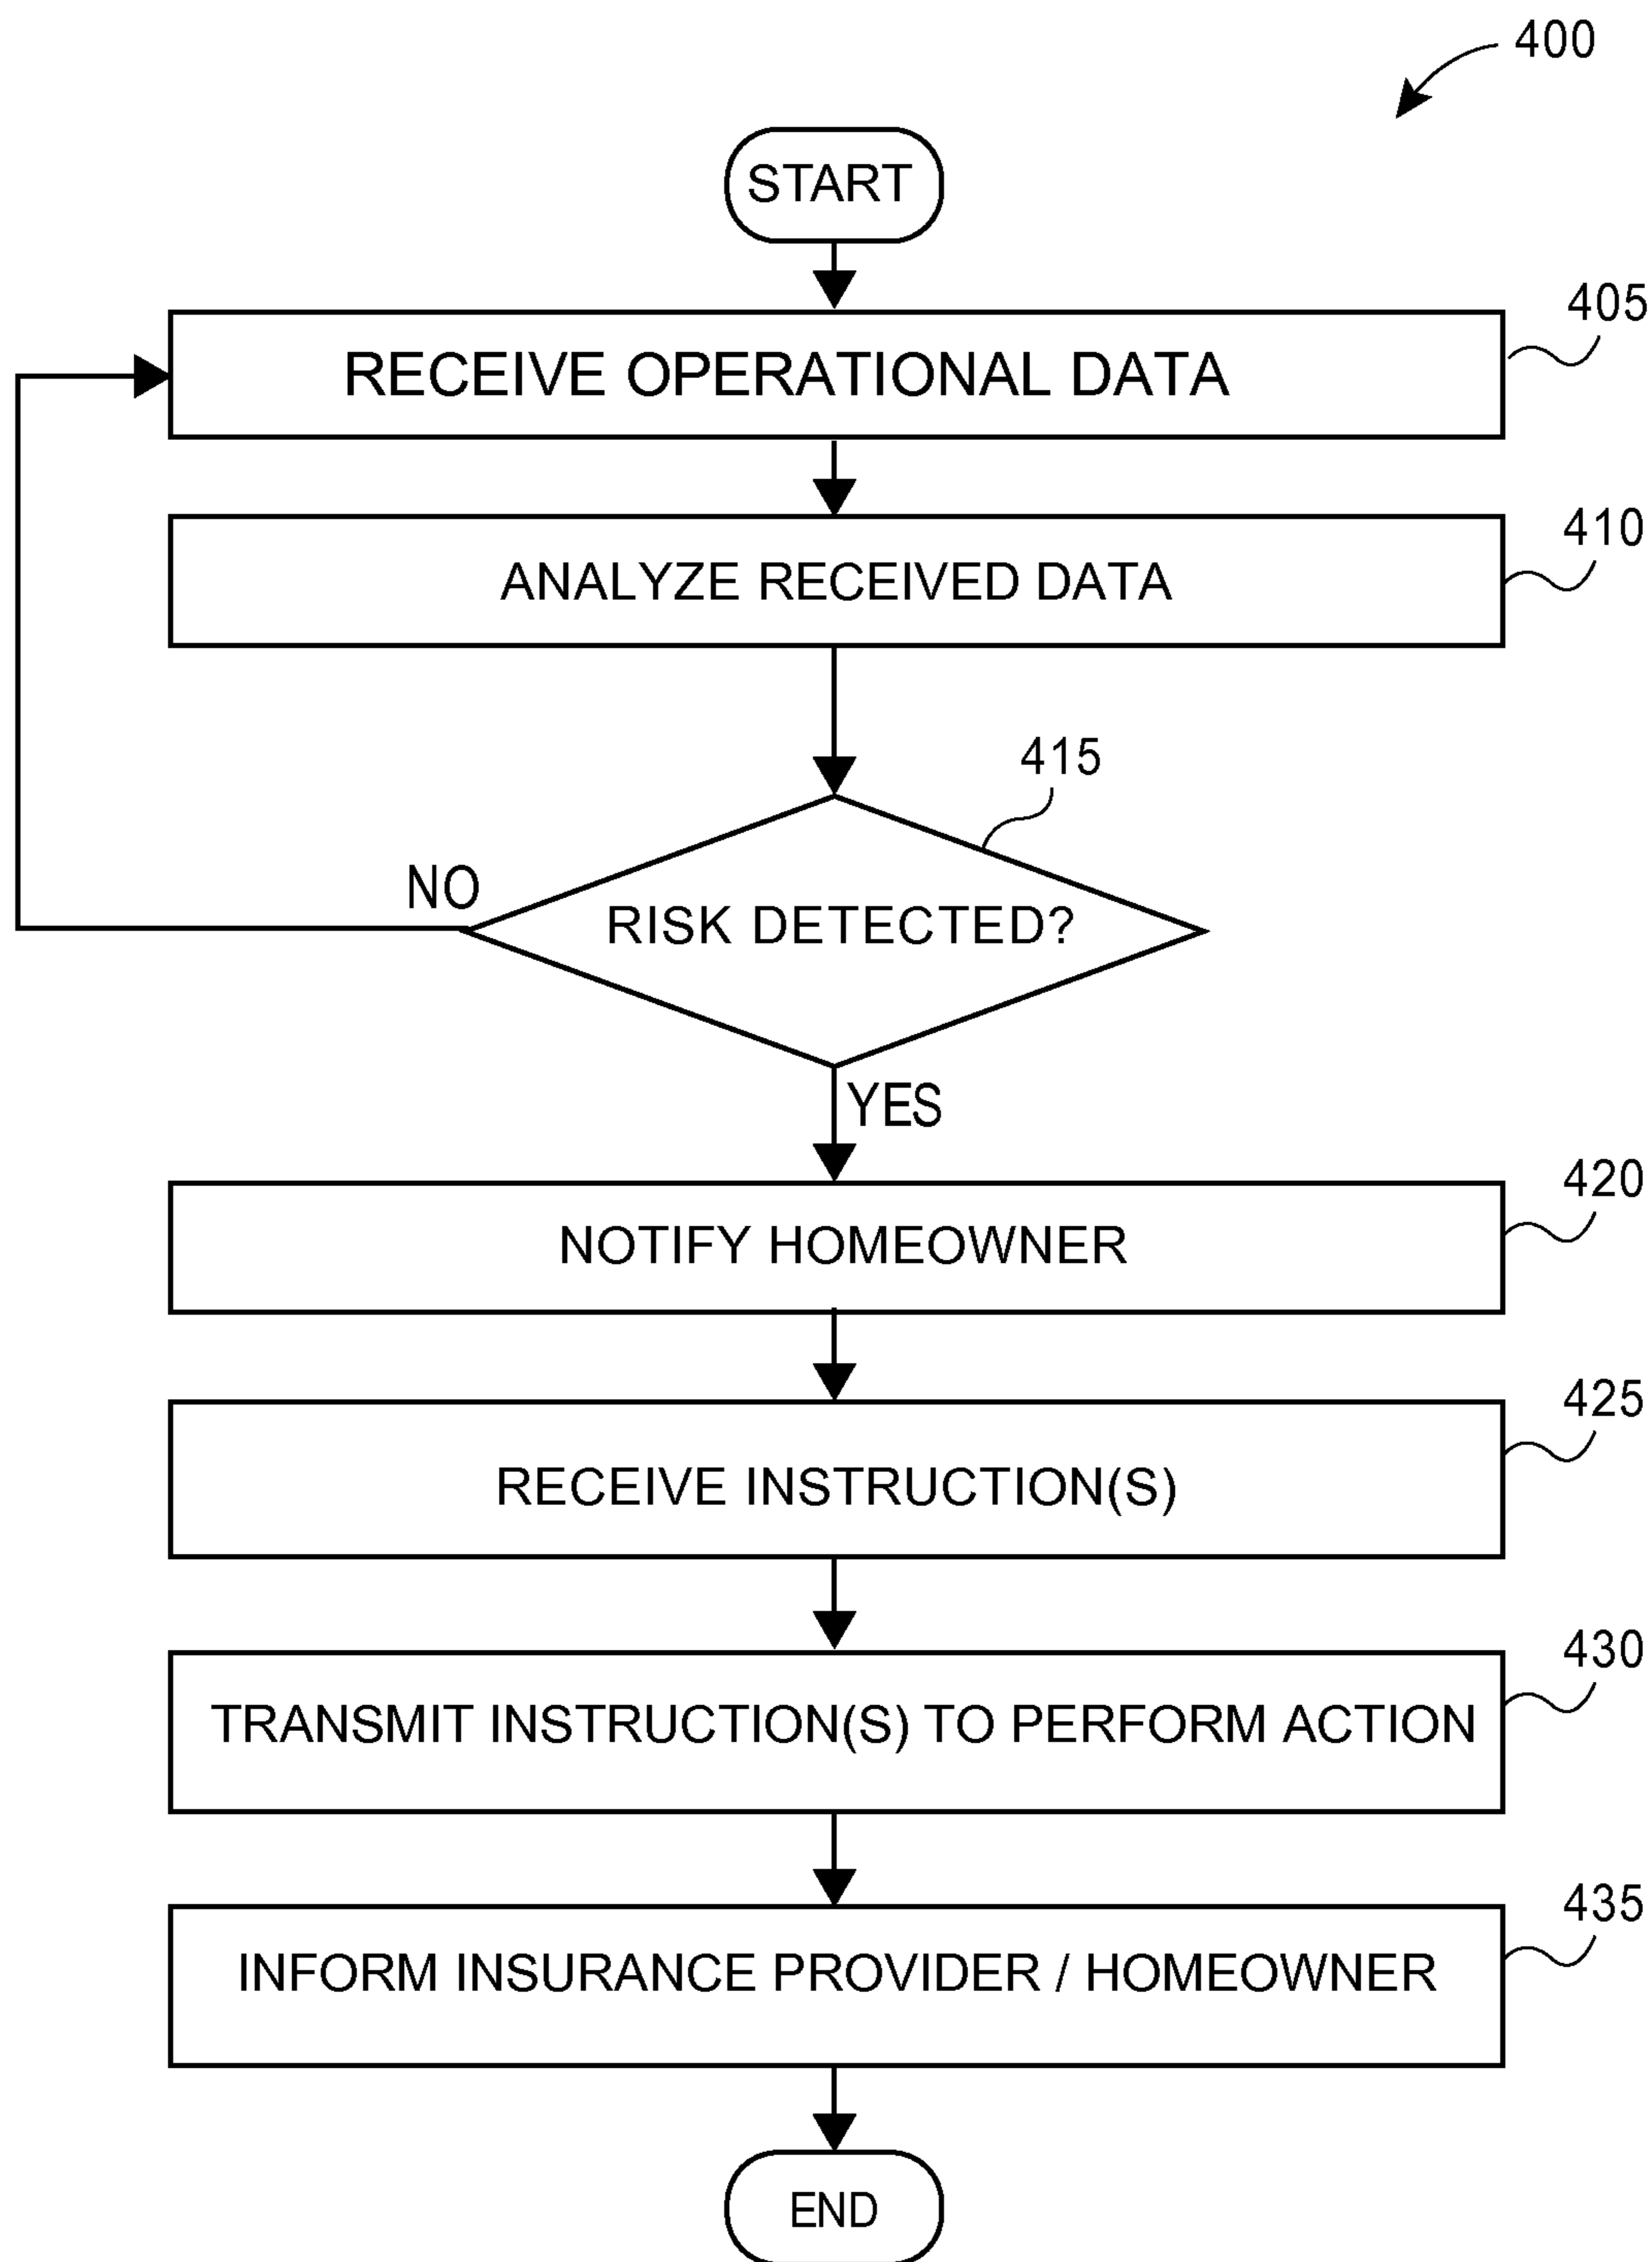 400
START
405
RECEIVE OPERATIONAL DATA
410
ANALYZE RECEIVED DATA
415
NO
RISK DETECTED?
YES
420
NOTIFY HOMEOWNER
425
RECEIVE INSTRUCTION(S)
430
TRANSMIT INSTRUCTION(S) TO PERFORM ACTION
435
INFORM INSURANCE PROVIDER / HOMEOWNER
END